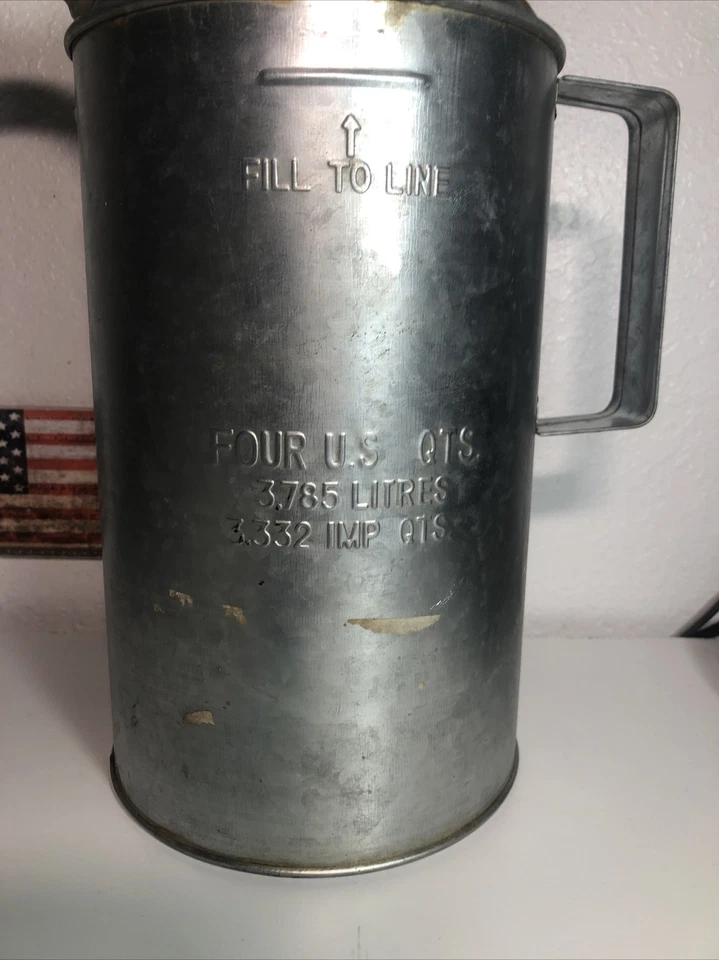 FILL TO LINE
FOUR U.S QTS.
3.785 LITRES
3.332 IMP QTS.